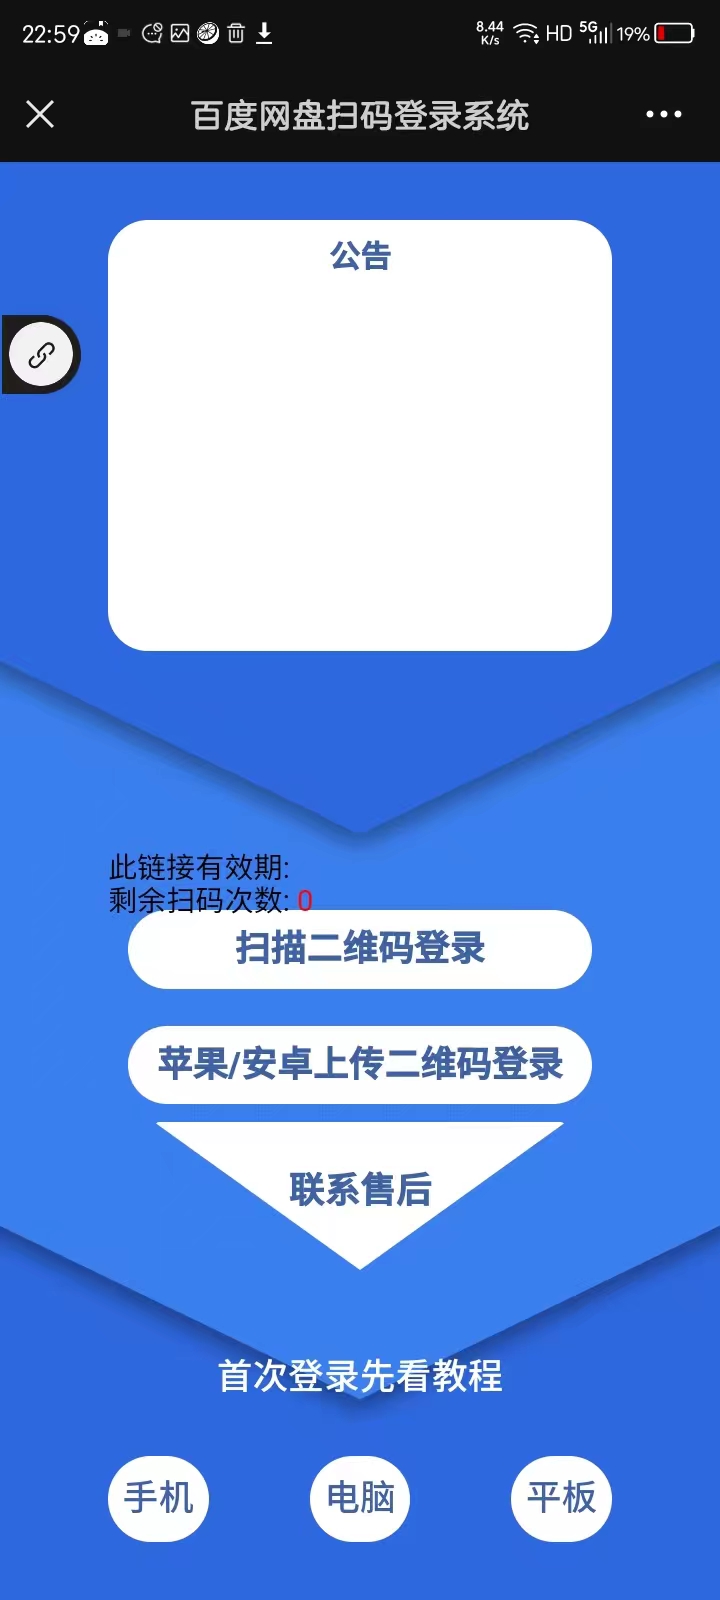 22:59 8.44 K/s HD 5G 19%
百度网盘扫码登录系统
公告
此链接有效期:
剩余扫码次数: 0
扫描二维码登录
苹果/安卓上传二维码登录
联系售后
首次登录先看教程
手机 电脑 平板